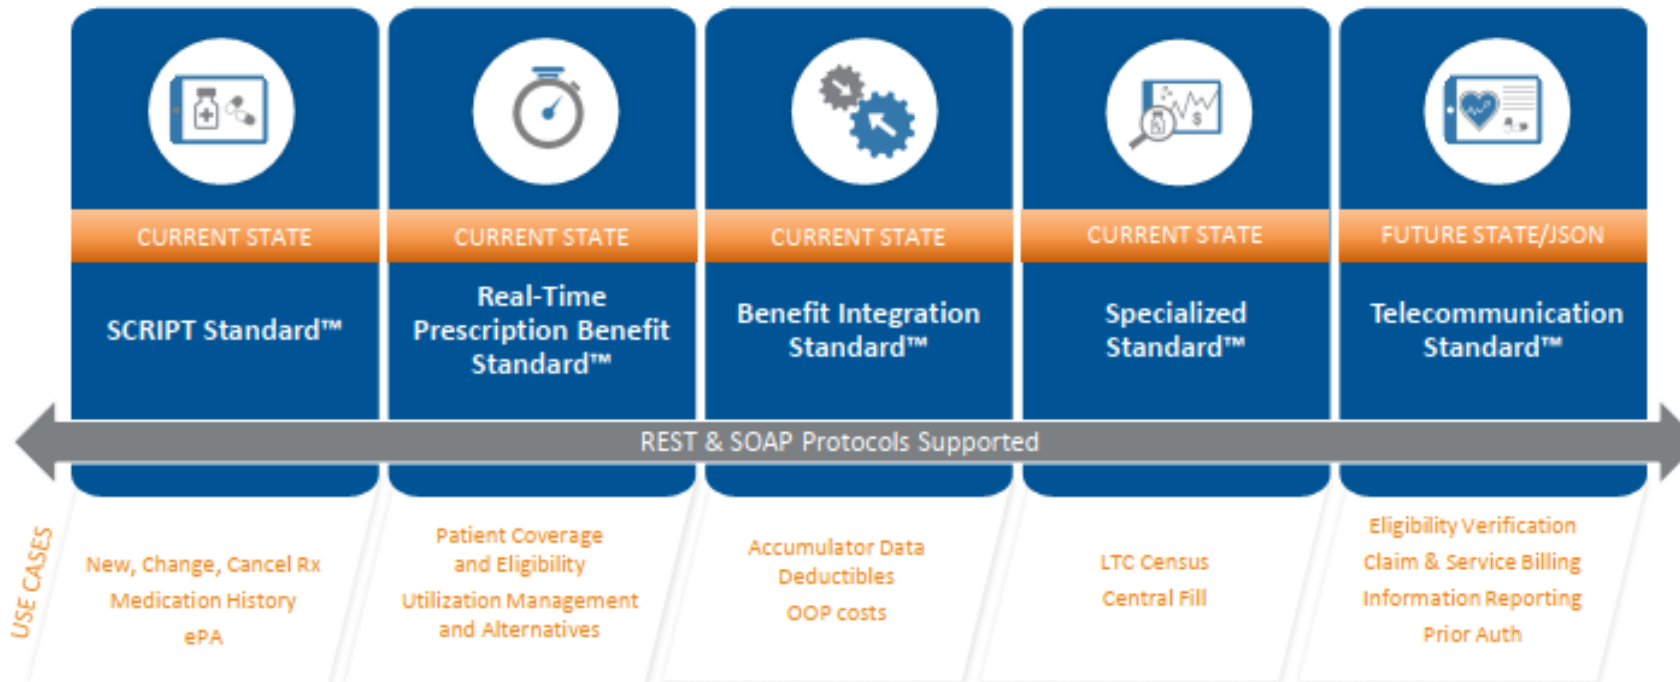 CURRENT STATE
CURRENT STATE
CURRENT STATE
CURRENT STATE
FUTURE STATE/JSON
SCRIPT Standard™
Real-Time
Prescription Benefit
Standard™
Benefit Integration
Standard™
Specialized
Standard™
Telecommunication
Standard™
REST & SOAP Protocols Supported
USE CASES
New, Change, Cancel Rx
Medication History
ePA
Patient Coverage
and Eligibility
Utilization Management
and Alternatives
Accumulator Data
Deductibles
OOP costs
LTC Census
Central Fill
Eligibility Verification
Claim & Service Billing
Information Reporting
Prior Auth